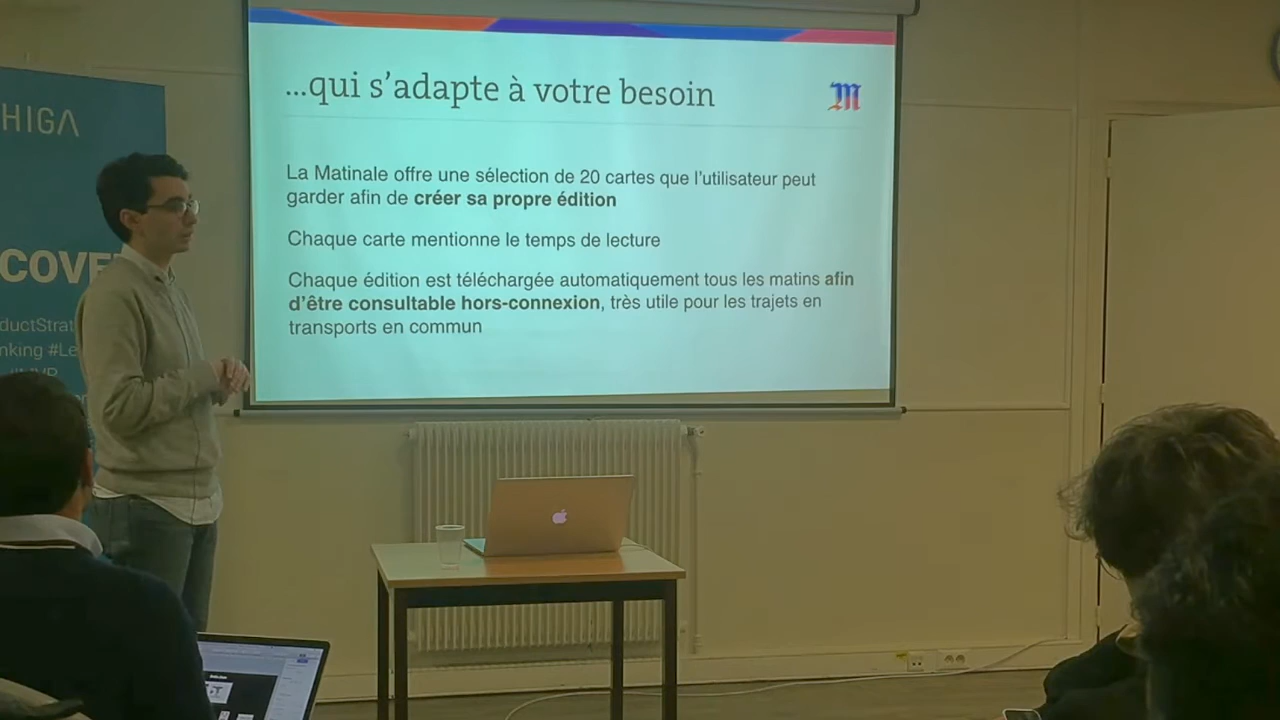 ...qui s'adapte à votre besoin
La Matinale offre une sélection de 20 cartes que l'utilisateur peut
garder afin de créer sa propre édition
Chaque carte mentionne le temps de lecture
Chaque édition est téléchargée automatiquement tous les matins afin
d'être consultable hors-connexion, très utile pour les trajets en
transports en commun
HIGA
COVE
ductStrat
nking #Le